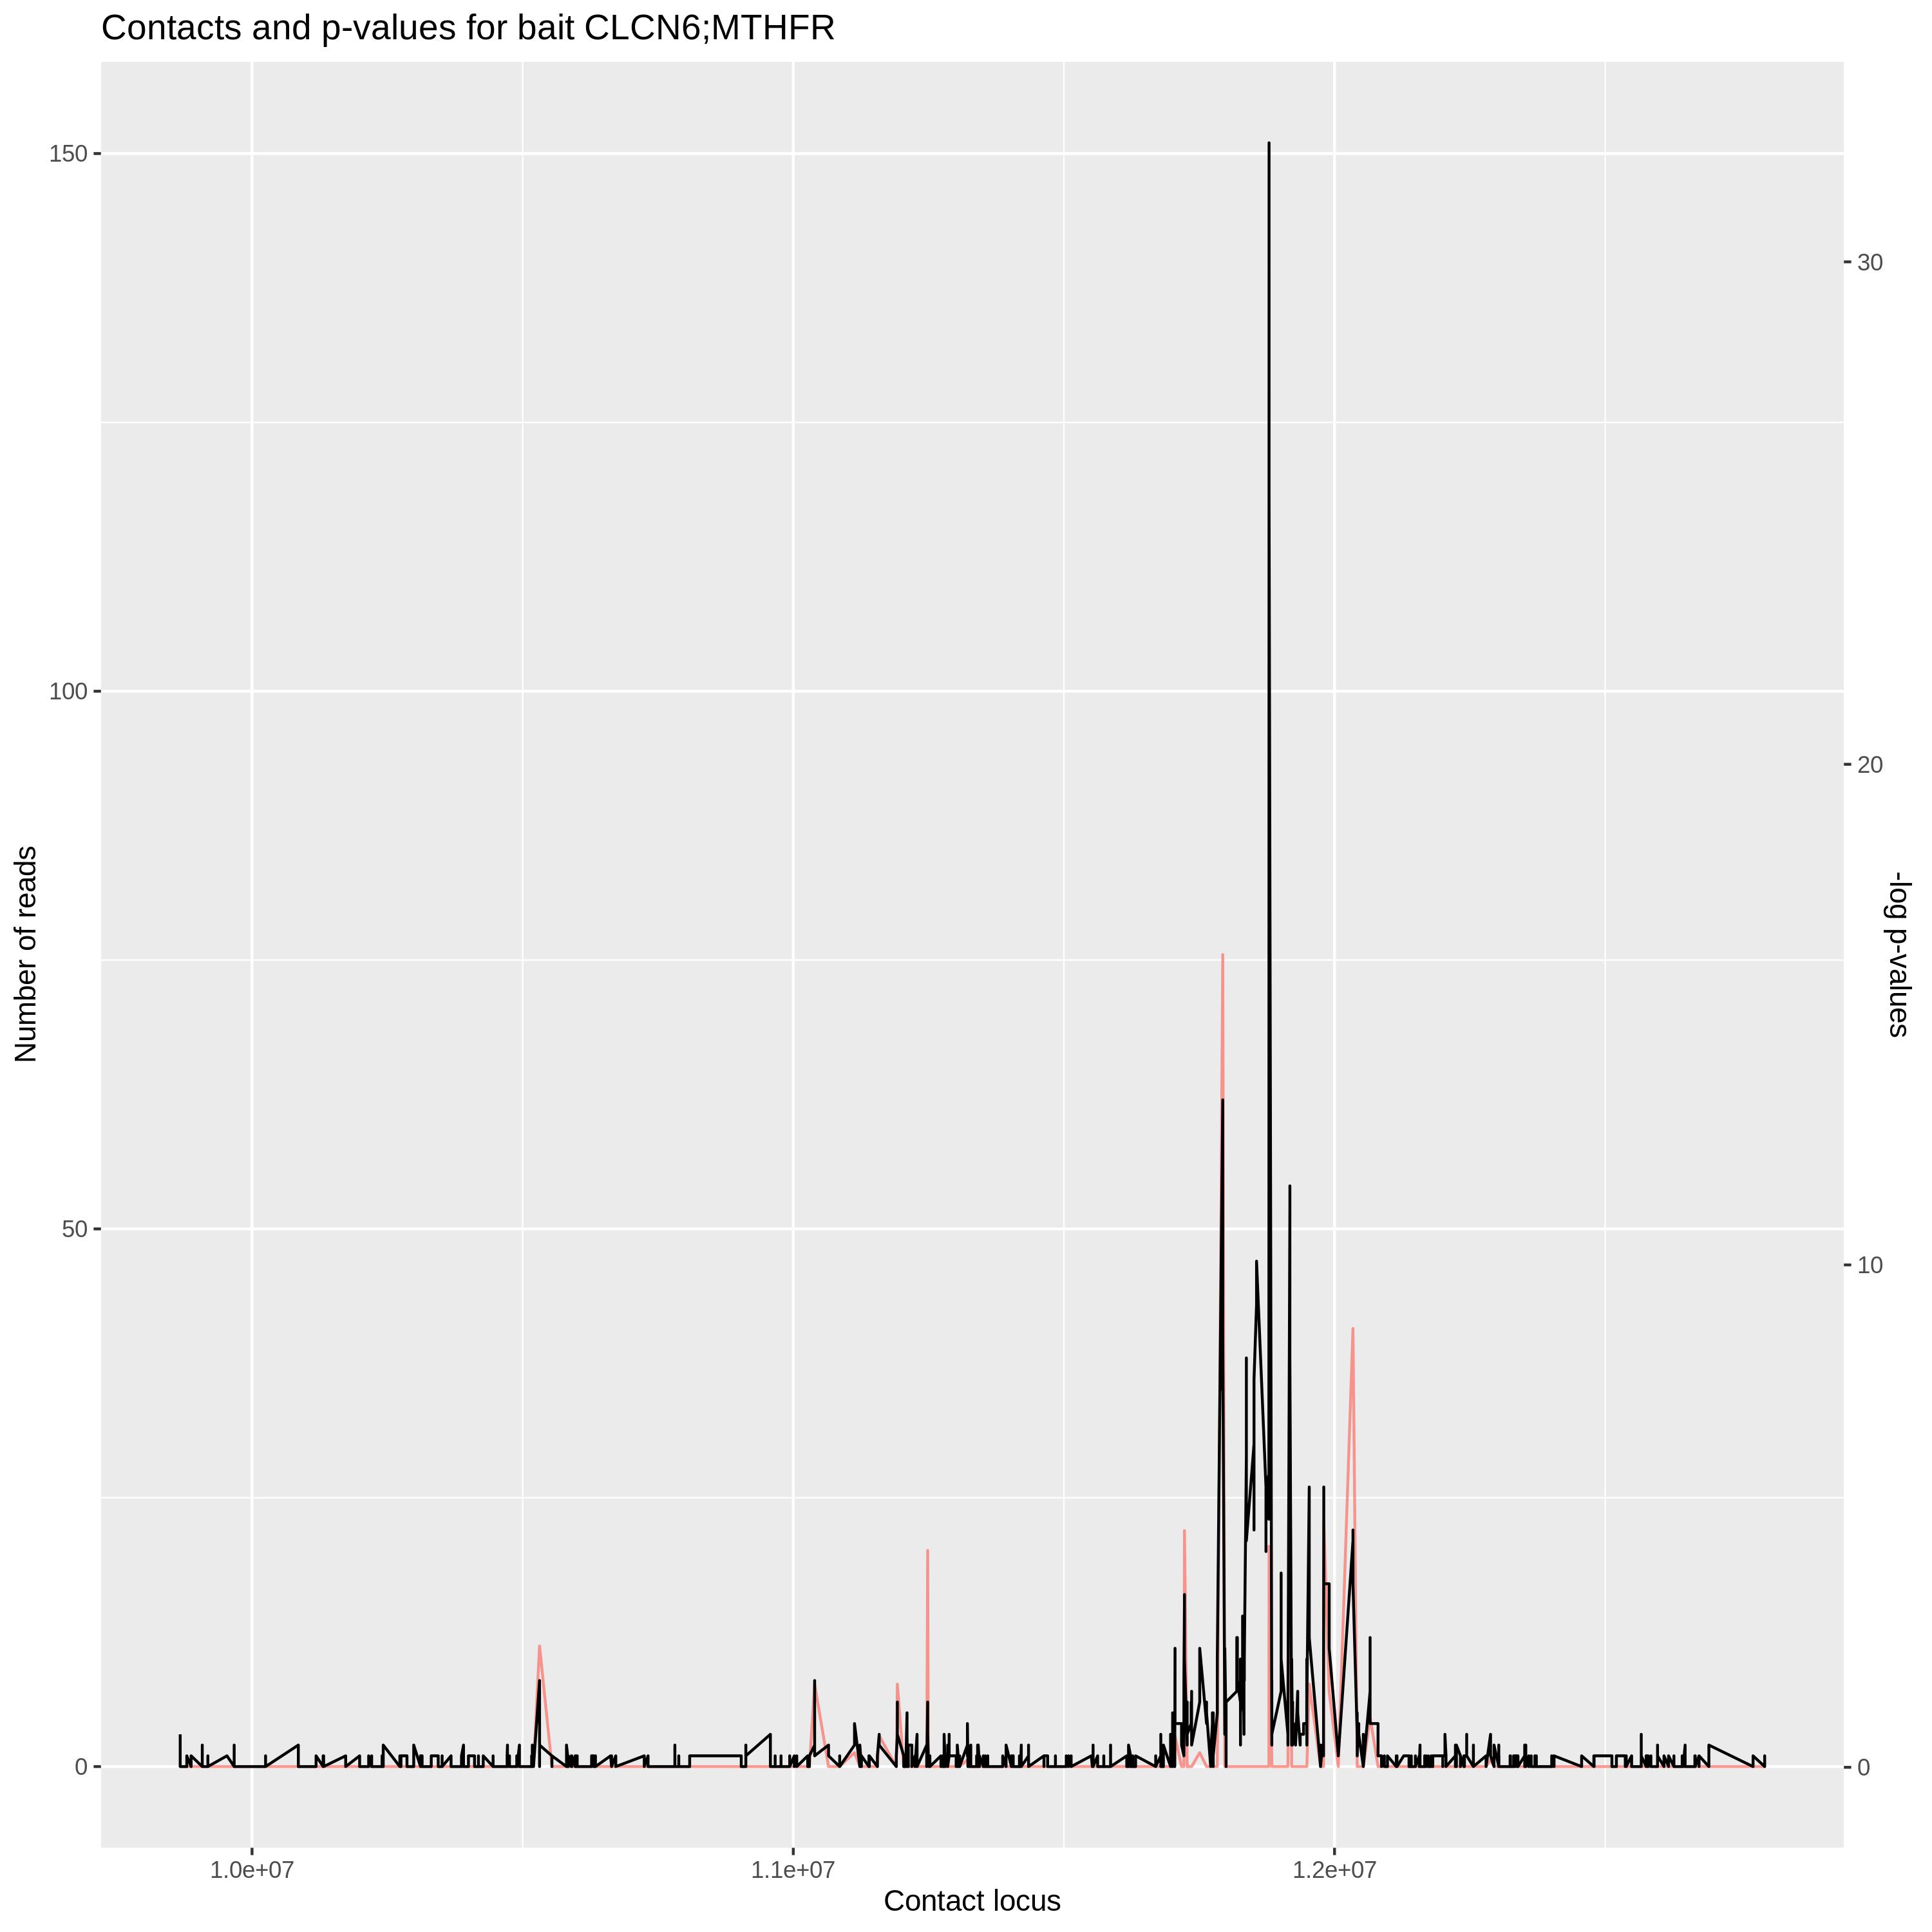 Contacts and p-values for bait CLCN6;MTHFR
150
100
50
0
Number of reads
30
20
10
0
-log p-values
1.0e+07
1.1e+07
1.2e+07
Contact locus